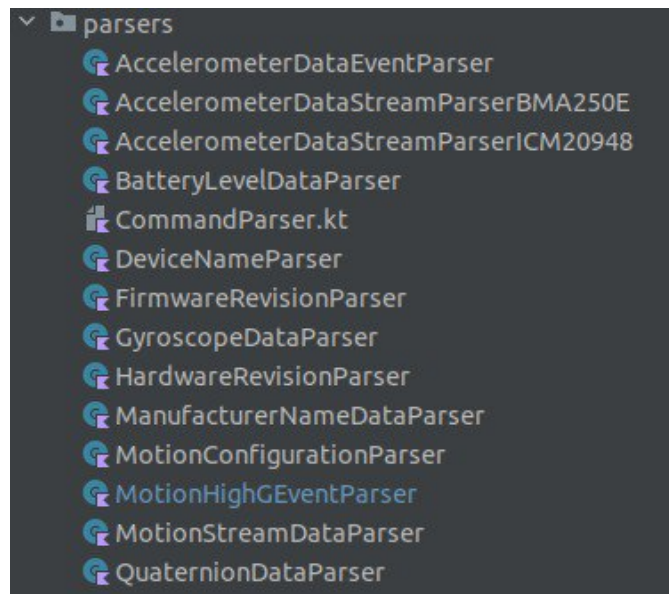 parsers
AccelerometerDataEventParser
AccelerometerDataStreamParserBMA250E
AccelerometerDataStreamParserICM20948
BatteryLevelDataParser
CommandParser.kt
DeviceNameParser
FirmwareRevisionParser
GyroscopeDataParser
HardwareRevisionParser
ManufacturerNameDataParser
MotionConfigurationParser
MotionHighGEventParser
MotionStreamDataParser
QuaternionDataParser